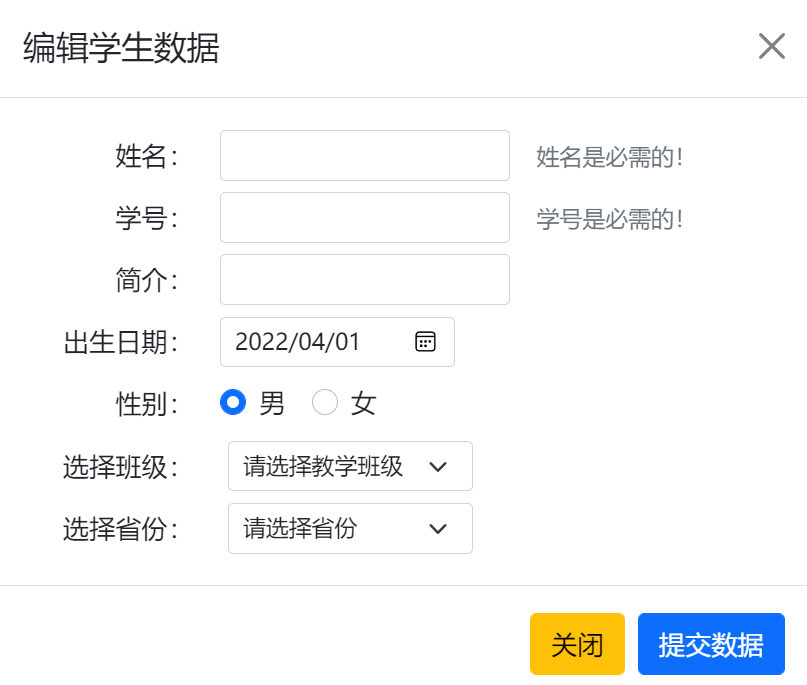 编辑学生数据
姓名： 姓名是必需的！
学号： 学号是必需的！
简介：
出生日期： 2022/04/01
性别： 男 女
选择班级： 请选择教学班级
选择省份： 请选择省份
关闭 提交数据